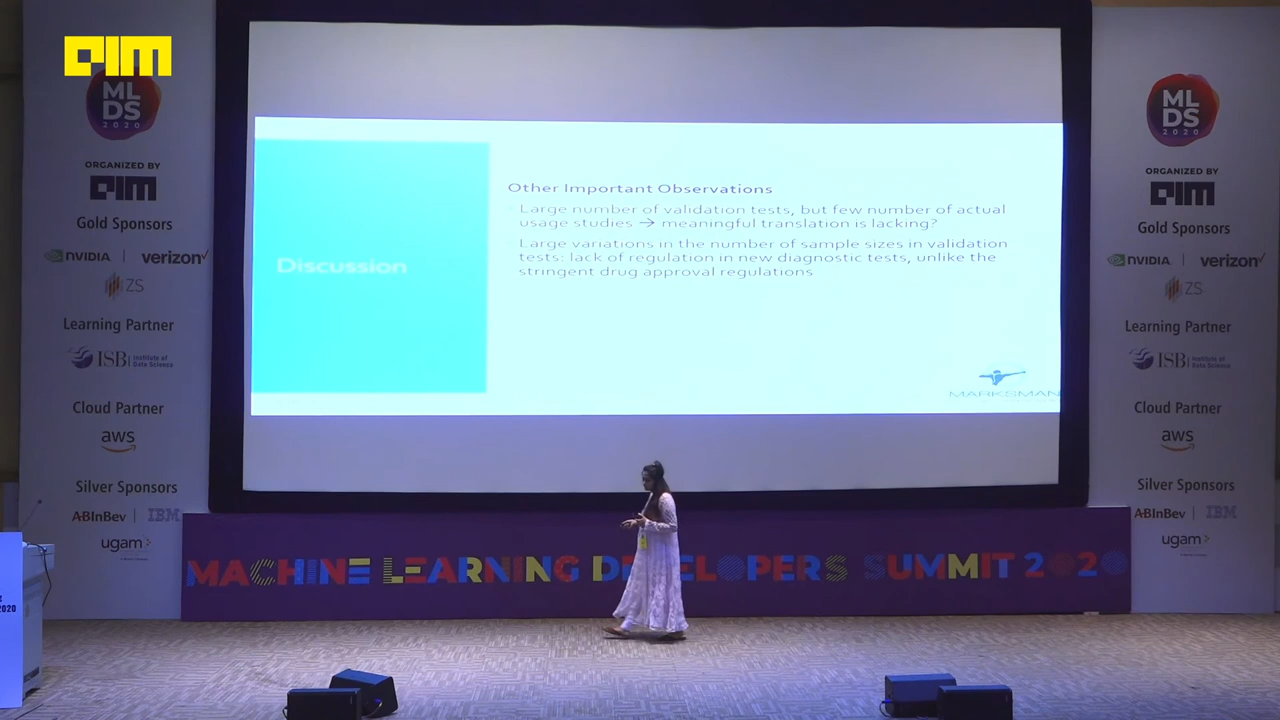 AIM
ML
DS
2020
ORGANIZED BY
AIM
Gold Sponsors
NVIDIA | verizon✓
ZS
Learning Partner
ISB | Institute of
Data Science
Cloud Partner
aws
Silver Sponsors
ABInBev | IBM
ugam
2020
Discussion
Other Important Observations
Large number of validation tests, but few number of actual
usage studies → meaningful translation is lacking?
Large variations in the number of sample sizes in validation
tests: lack of regulation in new diagnostic tests, unlike the
stringent drug approval regulations
MARKSMAN
MACHINE LEARNING DEVELOPERS SUMMIT 2020
ML
DS
2020
ORGANIZED BY
AIM
Gold Sponsors
NVIDIA | verizon✓
ZS
Learning Partner
ISB | Institute of
Data Science
Cloud Partner
aws
Silver Sponsors
ABInBev | IBM
ugam